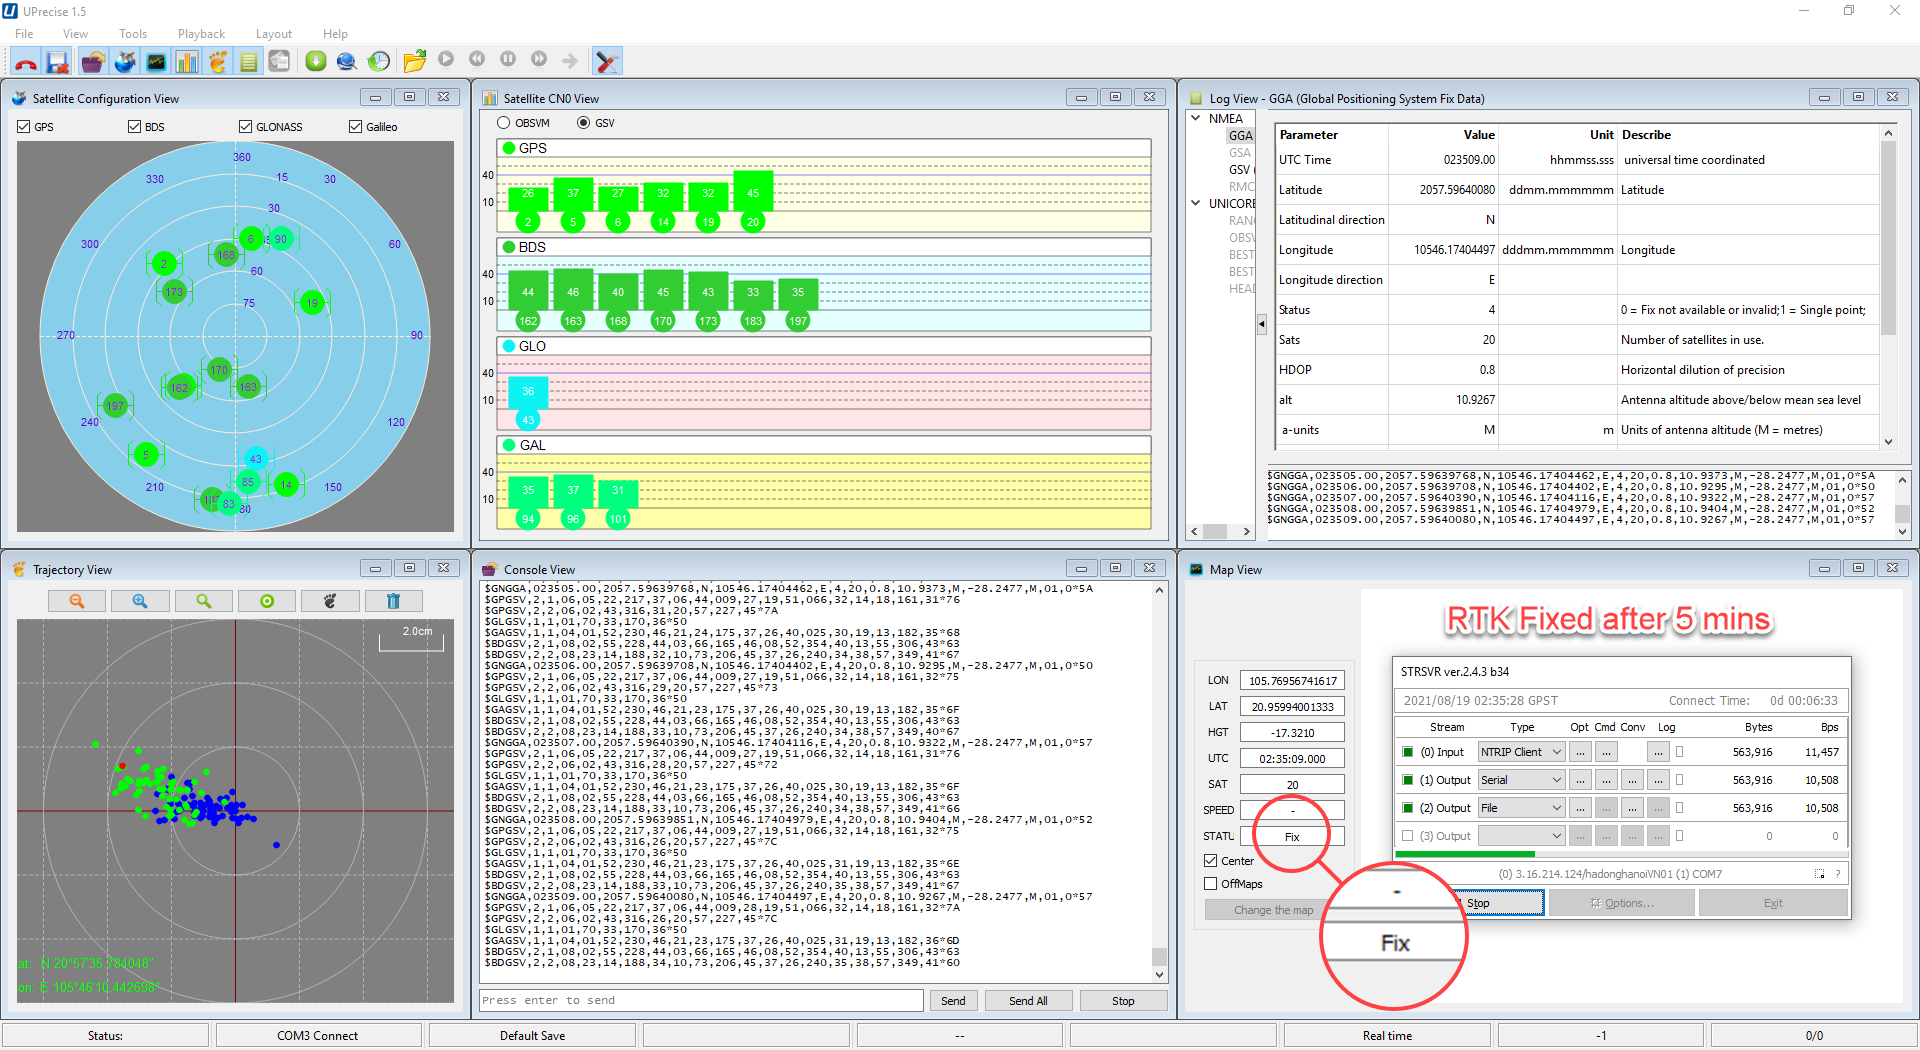 UPrecise 1.5
File View Tools Playback Layout Help
Satellite Configuration View
GPS BDS GLONASS Galileo
360
330 15 30
30
300 60
60
75
270 90
240 120
210 150
6 90 168 2 173 19 170 162 163 197 5 43 85 14 83
Satellite CN0 View
OBSVM GSV
GPS
40
10
26 37 27 32 32 45
2 5 6 14 19 20
BDS
40
10
44 46 40 45 43 33 35
162 163 168 170 173 183 197
GLO
40
10
36
43
GAL
40
10
35 37 31
94 96 101
Log View - GGA (Global Positioning System Fix Data)
NMEA
GGA
GSA
GSV (
RMC
UNICORE
RAN
OBSV
BEST
BEST
HEAD
Parameter Value Unit Describe
UTC Time 023509.00 hhmmss.sss universal time coordinated
Latitude 2057.59640080 ddmm.mmmmmm Latitude
Latitudinal direction N
Longitude 10546.17404497 dddmm.mmmmmm Longitude
Longitude direction E
Status 4 0 = Fix not available or invalid;1 = Single point;
Sats 20 Number of satellites in use.
HDOP 0.8 Horizontal dilution of precision
alt 10.9267 Antenna altitude above/below mean sea level
a-units M m Units of antenna altitude (M = metres)
$GNGGA,023505.00,2057.59639768,N,10546.17404462,E,4,20,0.8,10.9373,M,-28.2477,M,01,0*5A
$GNGGA,023506.00,2057.59639708,N,10546.17404402,E,4,20,0.8,10.9295,M,-28.2477,M,01,0*50
$GNGGA,023507.00,2057.59640390,N,10546.17404116,E,4,20,0.8,10.9322,M,-28.2477,M,01,0*57
$GNGGA,023508.00,2057.59639851,N,10546.17404979,E,4,20,0.8,10.9404,M,-28.2477,M,01,0*52
$GNGGA,023509.00,2057.59640080,N,10546.17404497,E,4,20,0.8,10.9267,M,-28.2477,M,01,0*57
Trajectory View
2.0cm
at: N 20°57'35.784048"
on: E 105°46'10.442698"
Console View
$GNGGA,023505.00,2057.59639768,N,10546.17404462,E,4,20,0.8,10.9373,M,-28.2477,M,01,0*5A
$GPGSV,2,1,06,05,22,217,37,06,44,009,27,19,51,066,32,14,18,161,31*76
$GPGSV,2,2,06,02,43,316,31,20,57,227,45*7A
$GLGSV,1,1,01,70,33,170,36*50
$GAGSV,1,1,04,01,52,230,46,21,24,175,37,26,40,025,30,19,13,182,35*68
$BDGSV,2,1,08,02,55,228,44,03,66,165,46,08,52,354,40,13,55,306,43*63
$BDGSV,2,2,08,23,14,188,32,10,73,206,45,37,26,240,34,38,57,349,41*67
$GNGGA,023506.00,2057.59639708,N,10546.17404402,E,4,20,0.8,10.9295,M,-28.2477,M,01,0*50
$GPGSV,2,1,06,05,22,217,37,06,44,009,27,19,51,066,32,14,18,161,32*75
$GPGSV,2,2,06,02,43,316,29,20,57,227,45*73
$GLGSV,1,1,01,70,33,170,36*50
$GAGSV,1,1,04,01,52,230,46,21,23,175,37,26,40,025,31,19,13,182,35*6F
$BDGSV,2,1,08,02,55,228,44,03,66,165,46,08,52,354,40,13,55,306,43*63
$BDGSV,2,2,08,23,14,188,33,10,73,206,45,37,26,240,35,38,57,349,40*67
$GNGGA,023507.00,2057.59640390,N,10546.17404116,E,4,20,0.8,10.9322,M,-28.2477,M,01,0*57
$GPGSV,2,1,06,05,22,217,37,06,44,009,27,19,51,066,32,14,18,161,31*76
$GPGSV,2,2,06,02,43,316,28,20,57,227,45*72
$GLGSV,1,1,01,70,33,170,36*50
$GAGSV,1,1,04,01,52,230,46,21,23,175,37,26,40,025,31,19,13,182,35*6F
$BDGSV,2,1,08,02,55,228,44,03,66,165,46,08,52,354,40,13,55,306,43*63
$BDGSV,2,2,08,23,14,188,33,10,73,206,45,37,26,240,34,38,57,349,41*66
$GNGGA,023508.00,2057.59639851,N,10546.17404979,E,4,20,0.8,10.9404,M,-28.2477,M,01,0*52
$GPGSV,2,1,06,05,22,217,37,06,44,009,27,19,51,066,32,14,18,161,32*75
$GPGSV,2,2,06,02,43,316,26,20,57,227,45*7C
$GLGSV,1,1,01,70,33,170,36*50
$GAGSV,1,1,04,01,52,230,46,21,23,175,37,26,40,025,31,19,13,182,35*6E
$BDGSV,2,1,08,02,55,228,44,03,66,165,46,08,52,354,40,13,55,306,43*63
$BDGSV,2,2,08,23,14,188,33,10,73,206,45,37,26,240,35,38,57,349,41*67
$GNGGA,023509.00,2057.59640080,N,10546.17404497,E,4,20,0.8,10.9267,M,-28.2477,M,01,0*57
$GPGSV,2,1,06,05,22,217,37,06,44,009,28,19,51,066,32,14,18,161,32*7A
$GPGSV,2,2,06,02,43,316,26,20,57,227,45*7C
$GLGSV,1,1,01,70,33,170,36*50
$GAGSV,1,1,04,01,52,230,46,21,23,175,37,26,40,025,31,19,13,182,36*6D
$BDGSV,2,1,08,02,55,228,44,03,66,165,46,08,52,354,40,13,55,306,43*63
$BDGSV,2,2,08,23,14,188,34,10,73,206,45,37,26,240,35,38,57,349,41*60
Press enter to send Send Send All Stop
Map View
RTK Fixed after 5 mins
LON 105.76956741617
LAT 20.95994001333
HGT -17.3210
UTC 02:35:09.000
SAT 20
SPEED -
STATU Fix
Center
OffMaps
Change the map
-
Fix
STRSVR ver.2.4.3 b34
2021/08/19 02:35:28 GPST Connect Time: 0d 00:06:33
Stream Type Opt Cmd Conv Log Bytes Bps
(0) Input NTRIP Client ... ... ... 563,916 11,457
(1) Output Serial ... ... ... ... 563,916 10,508
(2) Output File ... ... ... ... 563,916 10,508
(3) Output ... ... ... ... 0 0
(0) 3.16.214.124/hadonghanoiVN01 (1) COM7 ?
Stop Options... Exit
Status: COM3 Connect Default Save -- Real time -1 0/0